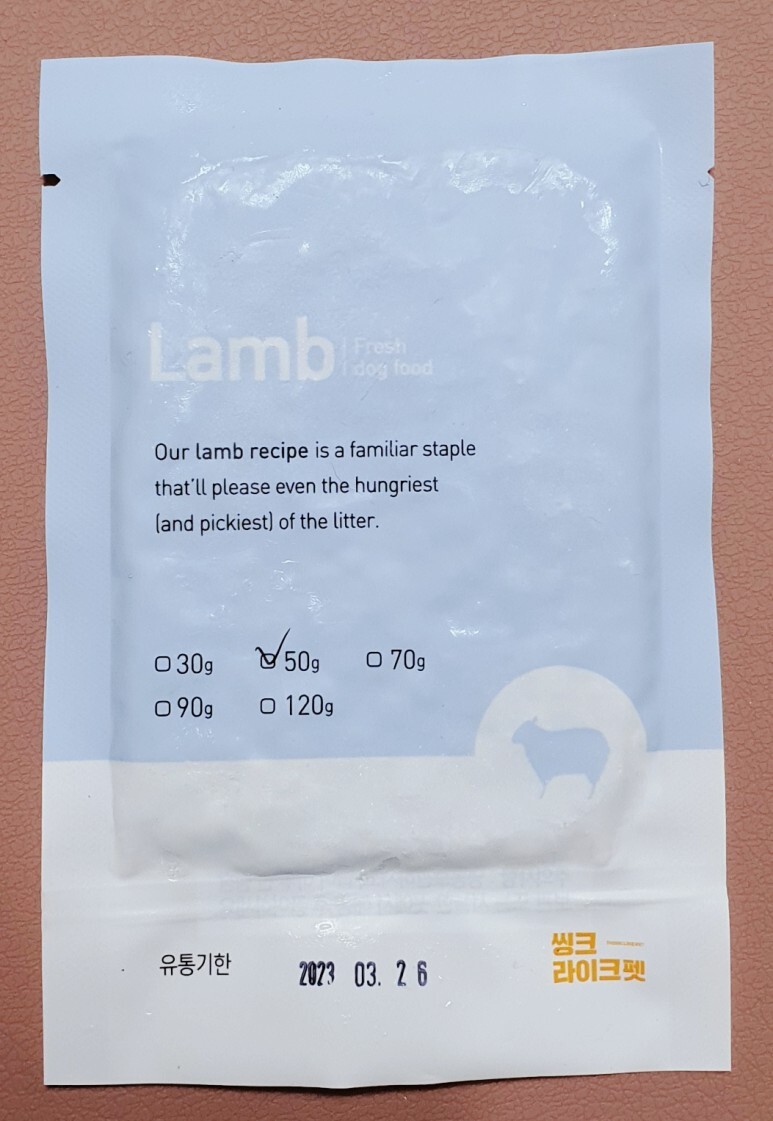 Lamb
Fresh
dog food
Our lamb recipe is a familiar staple
that'll please even the hungriest
(and pickiest) of the litter.
30g 50g 70g
90g 120g
유통기한 2023 03. 26
씽크
라이크펫